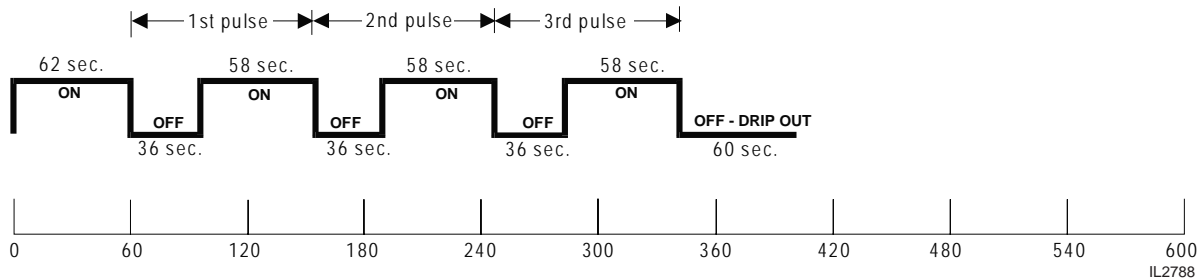 1st pulse 2nd pulse 3rd pulse
62 sec. 58 sec. 58 sec. 58 sec.
ON ON ON ON
OFF OFF OFF OFF - DRIP OUT
36 sec. 36 sec. 36 sec. 60 sec.
0 60 120 180 240 300 360 420 480 540 600
IL2788